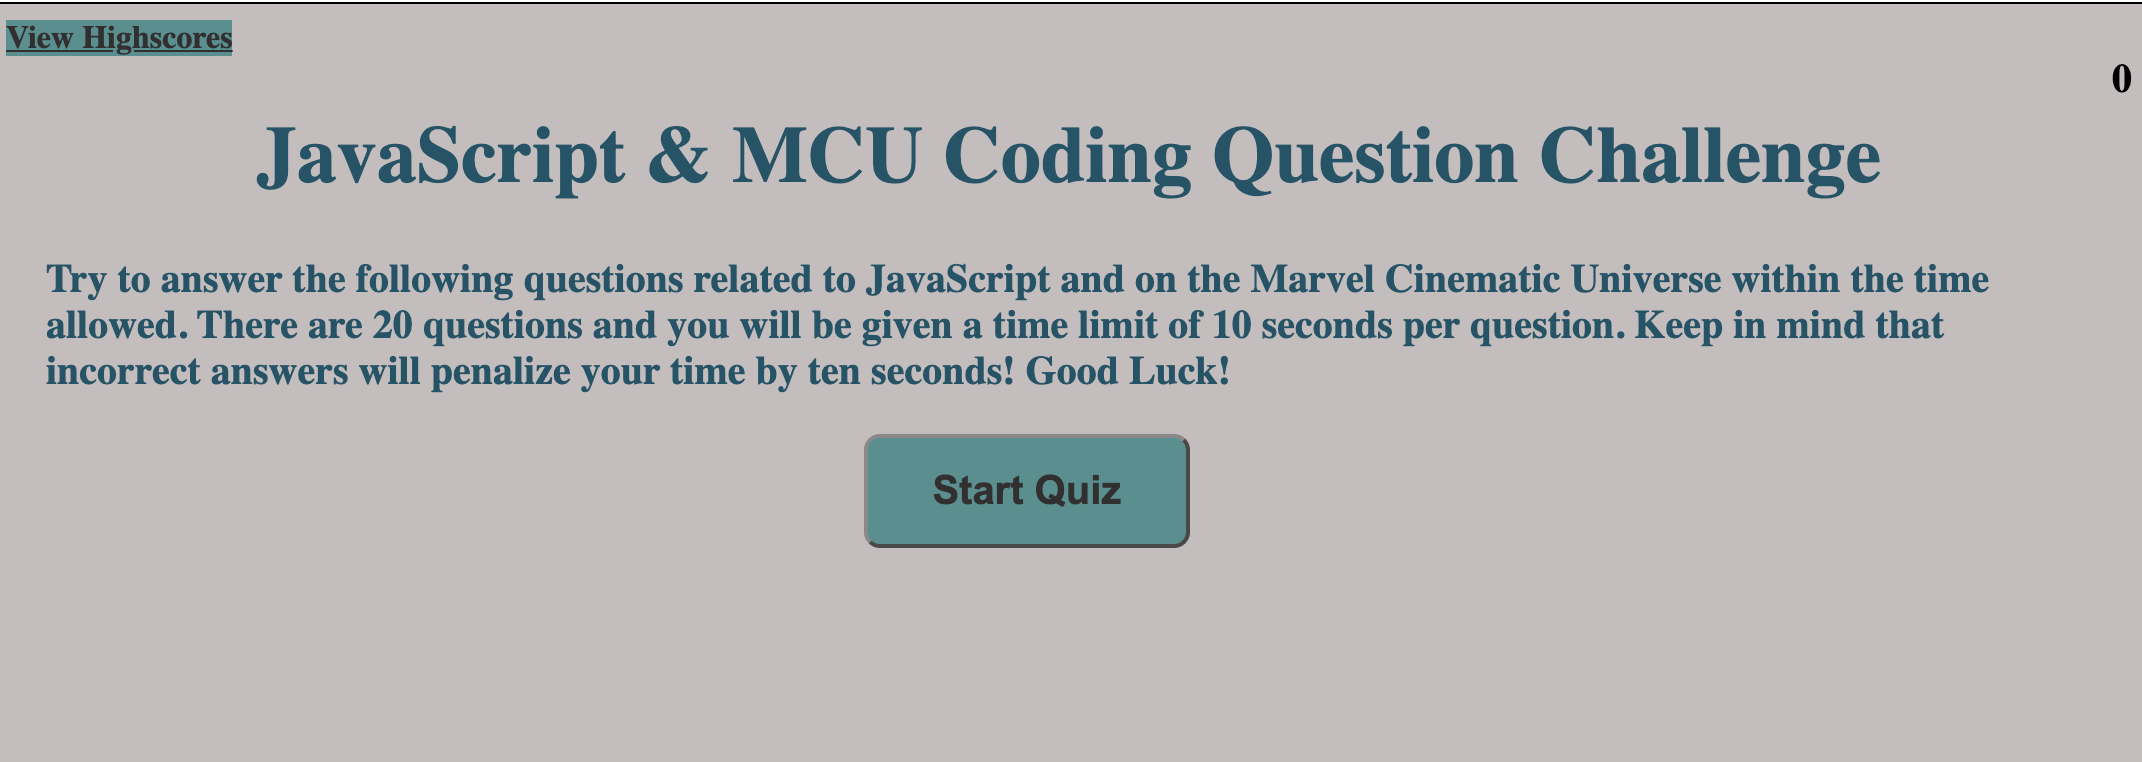 View Highscores
0
JavaScript & MCU Coding Question Challenge
Try to answer the following questions related to JavaScript and on the Marvel Cinematic Universe within the time
allowed. There are 20 questions and you will be given a time limit of 10 seconds per question. Keep in mind that
incorrect answers will penalize your time by ten seconds! Good Luck!
Start Quiz